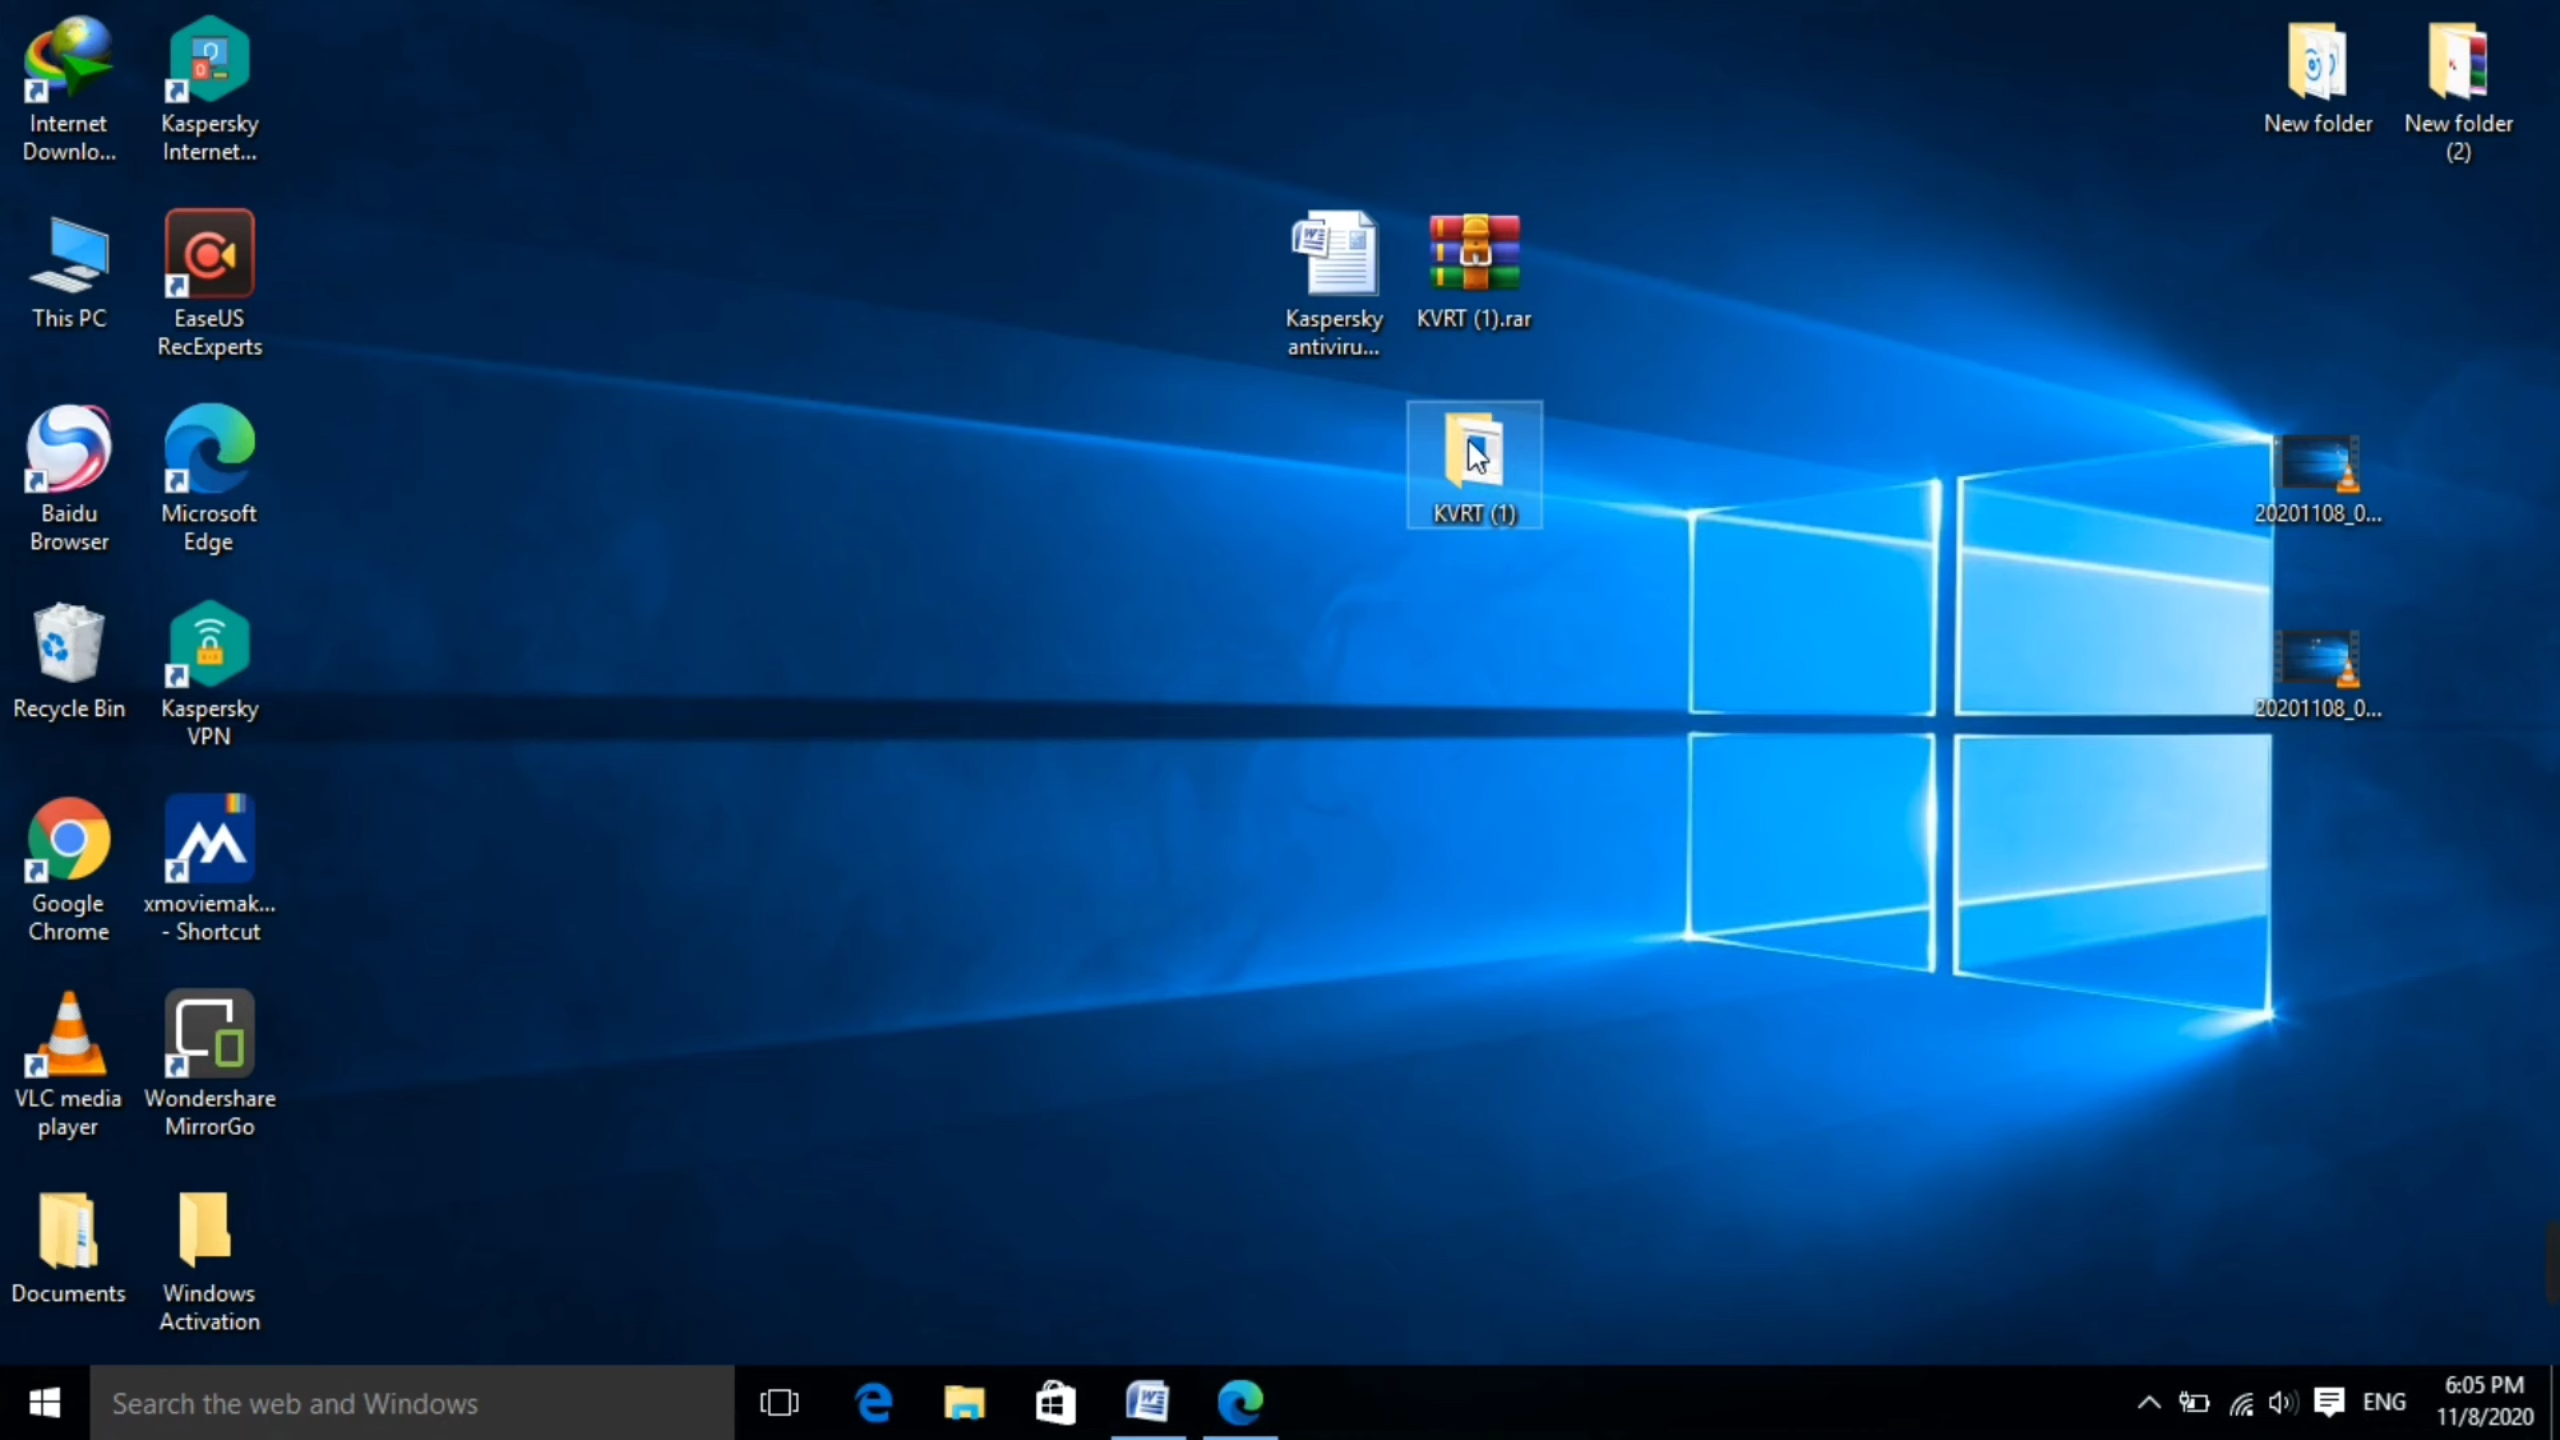 Internet
Downlo...
Kaspersky
Internet...
New folder
New folder
(2)
This PC
EaseUS
RecExperts
Kaspersky
antiviru...
KVRT (1).rar
Baidu
Browser
Microsoft
Edge
KVRT (1)
20201108_0...
Recycle Bin
Kaspersky
VPN
20201108_0...
Google
Chrome
xmoviemak...
- Shortcut
VLC media
player
Wondershare
MirrorGo
Documents
Windows
Activation
Search the web and Windows
ENG
6:05 PM
11/8/2020